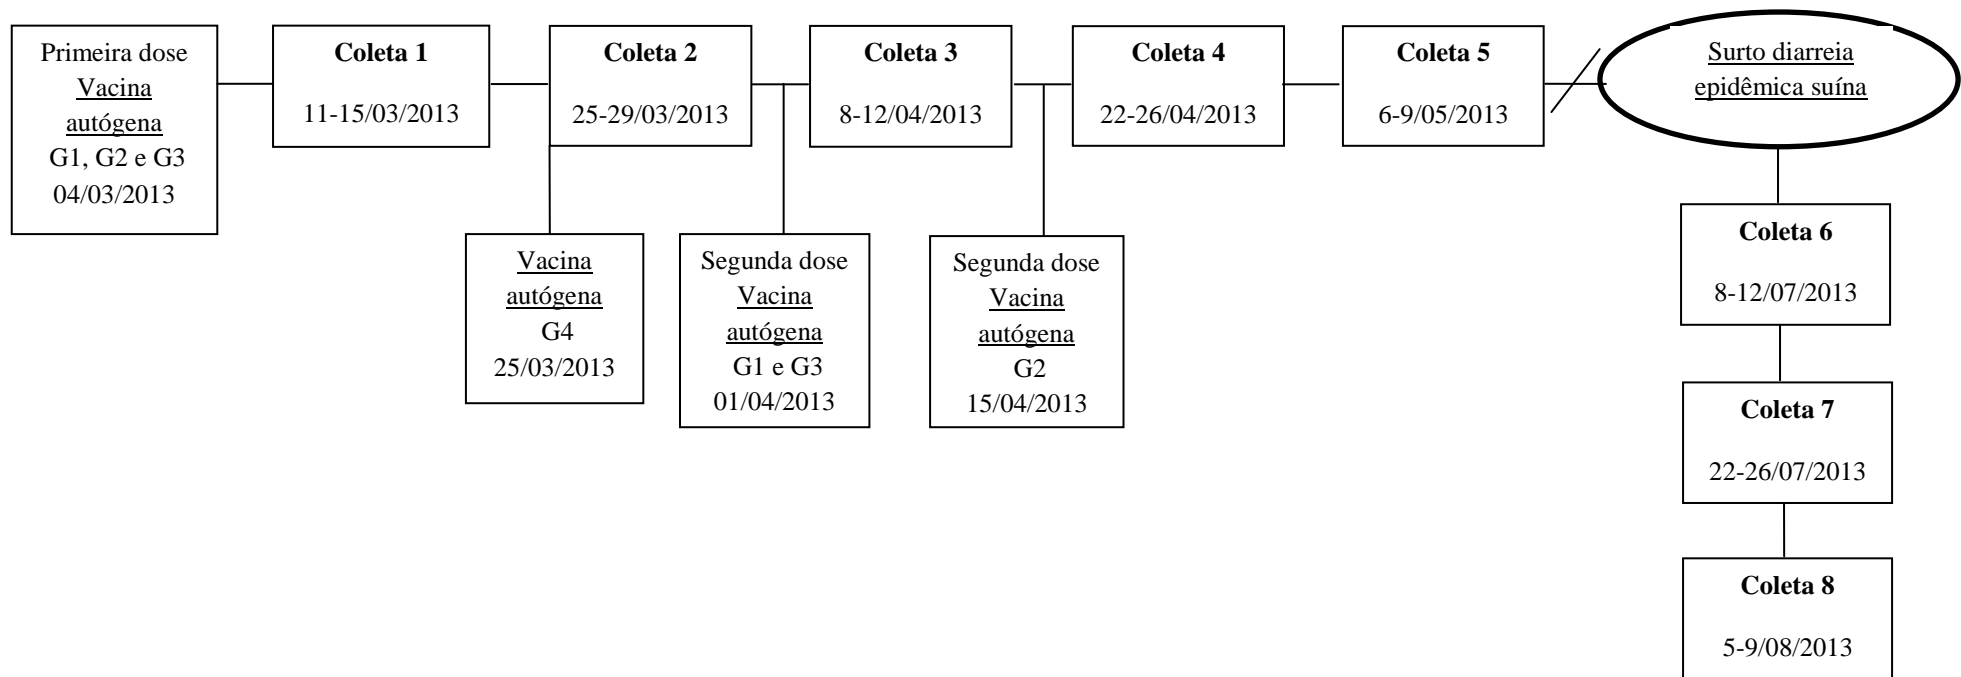 Primeira dose
Vacina
autógena
G1, G2 e G3
04/03/2013
Coleta 1
11-15/03/2013
Coleta 2
25-29/03/2013
Coleta 3
8-12/04/2013
Coleta 4
22-26/04/2013
Coleta 5
6-9/05/2013
Surto diarreia
epidêmica suína
Vacina
autógena
G4
25/03/2013
Segunda dose
Vacina
autógena
G1 e G3
01/04/2013
Segunda dose
Vacina
autógena
G2
15/04/2013
Coleta 6
8-12/07/2013
Coleta 7
22-26/07/2013
Coleta 8
5-9/08/2013